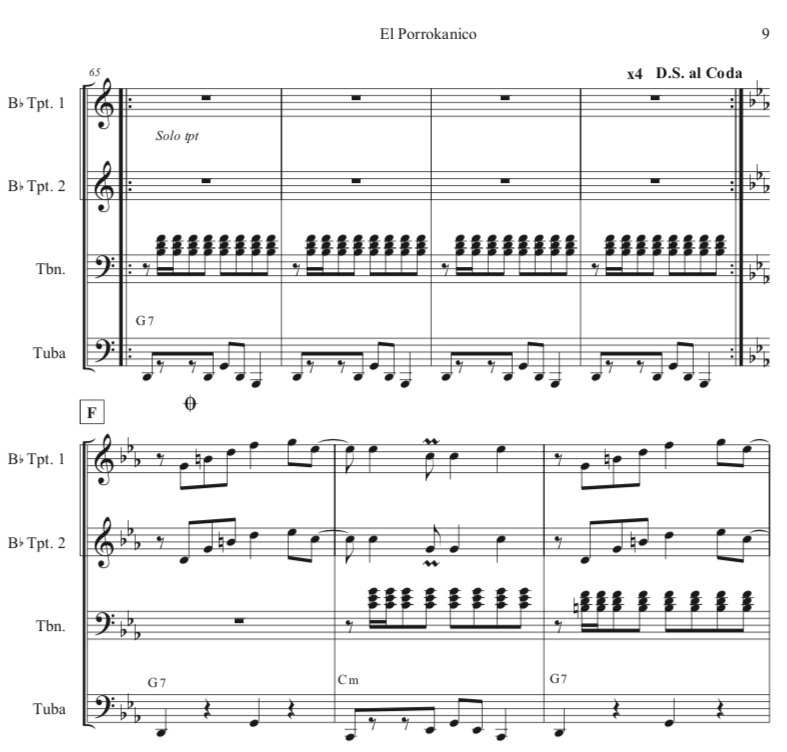 El Porrokanico 9
65
x4 D.S. al Coda
B♭ Tpt. 1
Solo tpt
B♭ Tpt. 2
Tbn.
G7
Tuba
F
B♭ Tpt. 1
B♭ Tpt. 2
Tbn.
G7 Cm G7
Tuba